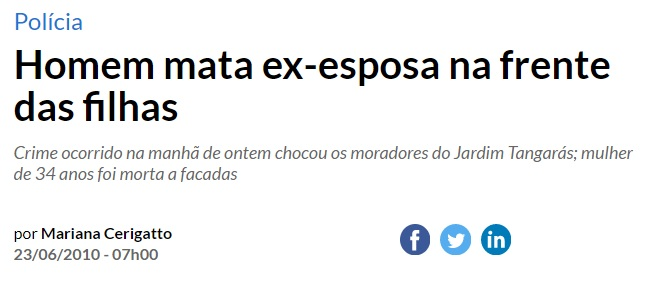 Polícia
Homem mata ex-esposa na frente
das filhas
Crime ocorrido na manhã de ontem chocou os moradores do Jardim Tangarás; mulher
de 34 anos foi morta a facadas
por Mariana Cerigatto
23/06/2010 - 07h00